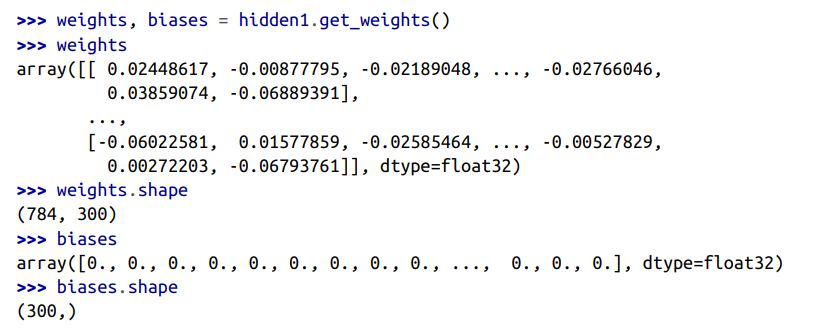 >>> weights, biases = hidden1.get_weights()
>>> weights
array([[ 0.02448617, -0.00877795, -0.02189048, ..., -0.02766046,
         0.03859074, -0.06889391],
       ...,
       [-0.06022581,  0.01577859, -0.02585464, ..., -0.00527829,
         0.00272203, -0.06793761]], dtype=float32)
>>> weights.shape
(784, 300)
>>> biases
array([0., 0., 0., 0., 0., 0., 0., 0., 0., ...,  0., 0., 0.], dtype=float32)
>>> biases.shape
(300,)